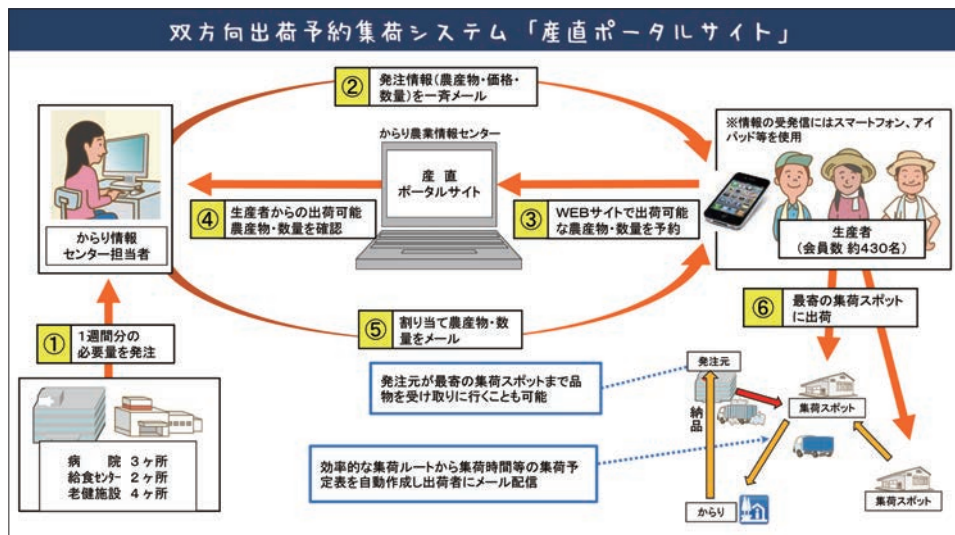 双方向出荷予約集荷システム「産直ポータルサイト」
② 発注情報(農産物・価格・
数量)を一斉メール
※情報の受発信にはスマートフォン、アイ
パッド等を使用
からり農業情報センター
産 直
ポータルサイト
④ 生産者からの出荷可能
農産物・数量を確認
③ WEBサイトで出荷可能
な農産物・数量を予約
からり情報
センター担当者
生産者
(会員数 約430名)
① 1週間分の
必要量を発注
⑤ 割り当て農産物・数
量をメール
⑥ 最寄の集荷スポット
に出荷
発注元が最寄の集荷スポットまで品
物を受け取りに行くことも可能
発注元
納品
集荷スポット
病 院 3ヶ所
給食センター 2ヶ所
老健施設 4ヶ所
効率的な集荷ルートから集荷時間等の集荷予
定表を自動作成し出荷者にメール配信
からり
集荷スポット